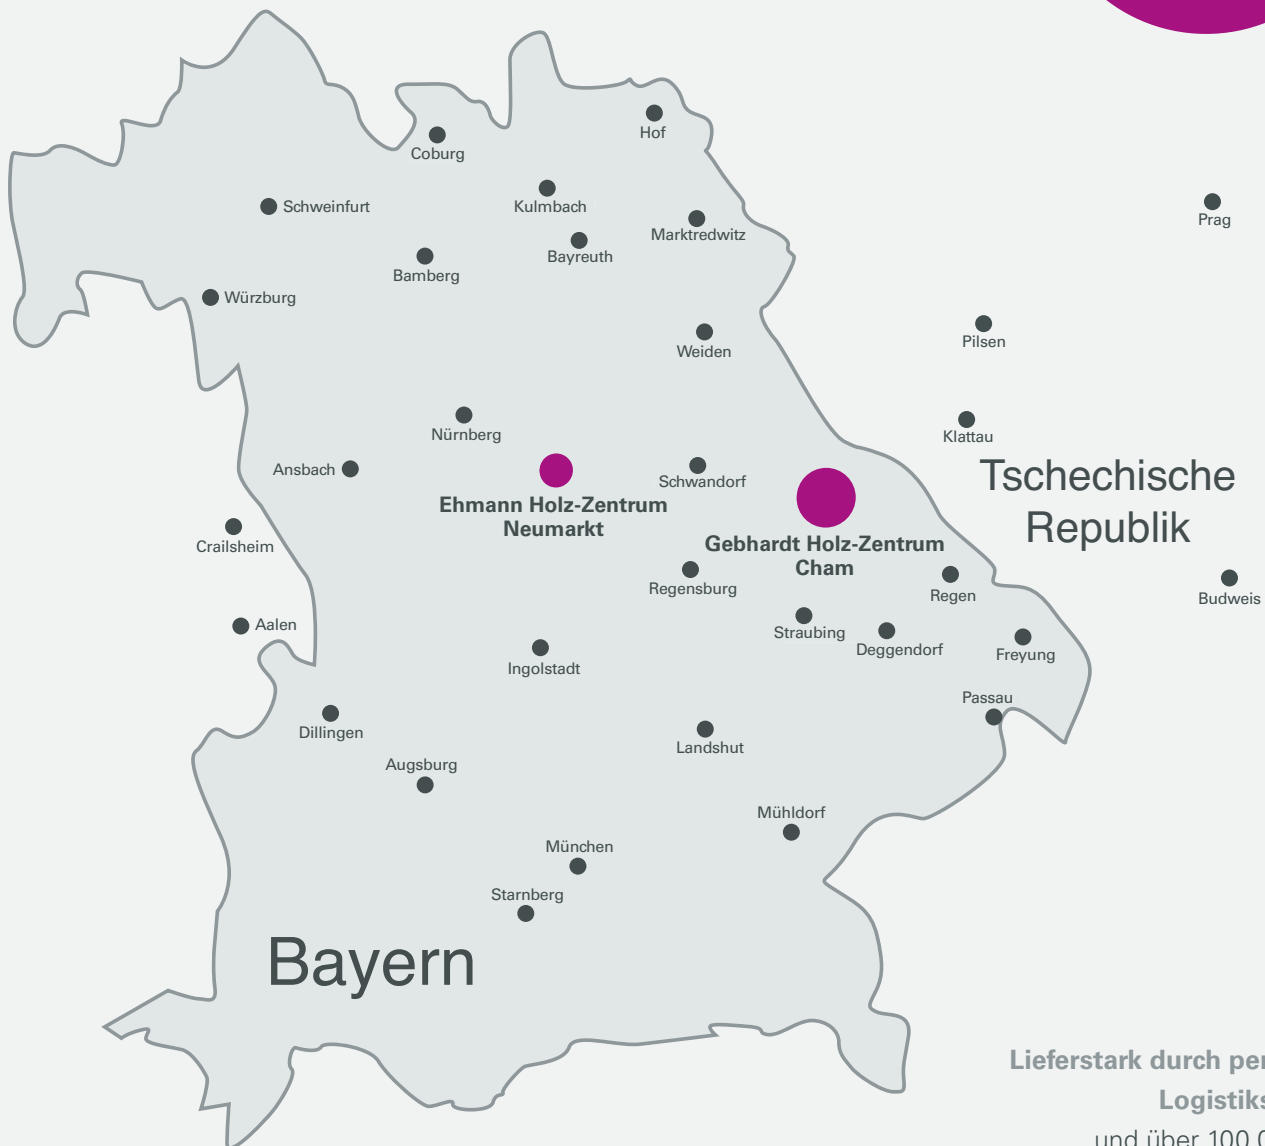 Hof
Coburg
Schweinfurt
Kulmbach
Marktredwitz
Prag
Bayreuth
Bamberg
Würzburg
Pilsen
Weiden
Nürnberg
Klattau
Ansbach
Schwandorf
Tschechische
Republik
Ehmann Holz-Zentrum
Neumarkt
Gebhardt Holz-Zentrum
Cham
Crailsheim
Regensburg
Regen
Budweis
Aalen
Straubing
Deggendorf
Freyung
Ingolstadt
Passau
Dillingen
Landshut
Augsburg
Mühldorf
München
Starnberg
Bayern
Lieferstark durch
und über